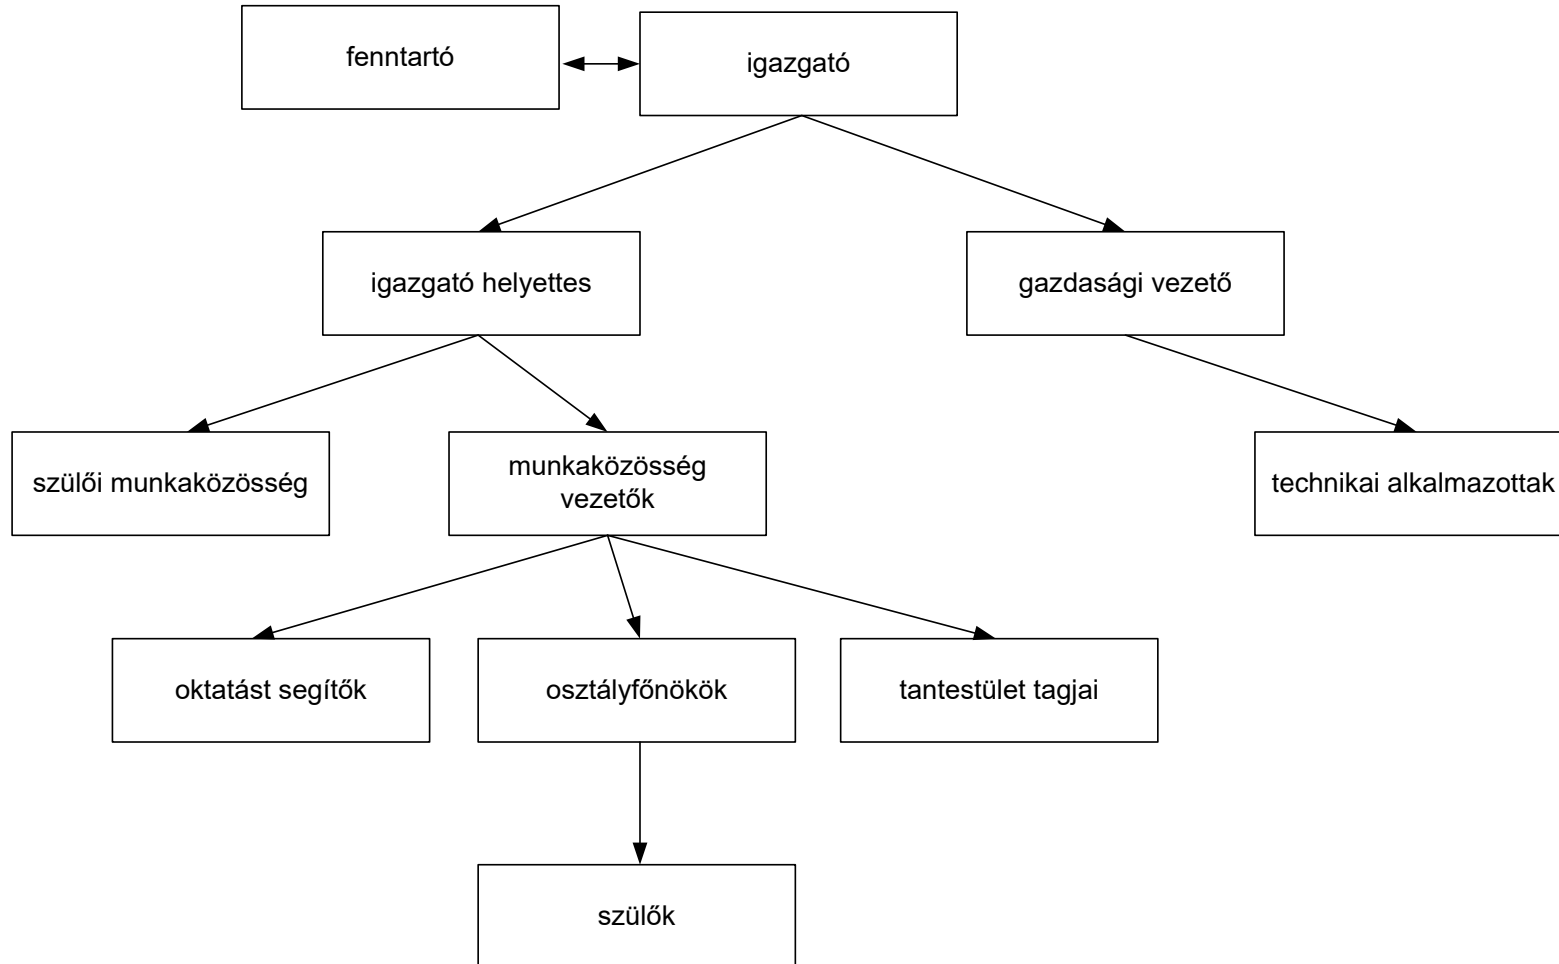 fenntartó
igazgató
igazgató helyettes
gazdasági vezető
szülői munkaközösség
munkaközösség
vezetők
technikai alkalmazottak
oktatást segítők
osztályfőnökök
tantestület tagjai
szülők